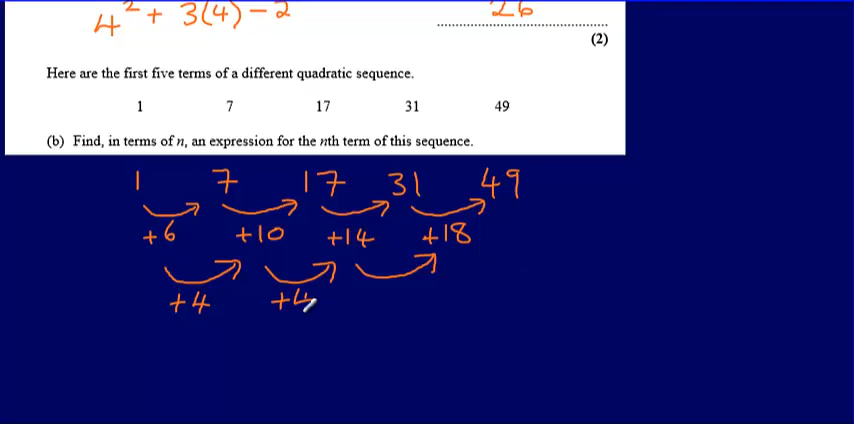 4² + 3(4) - 2 26
(2)
Here are the first five terms of a different quadratic sequence.
1 7 17 31 49
(b) Find, in terms of n, an expression for the nth term of this sequence.
1 7 17 31 49
+6 +10 +14 +18
+4 +4